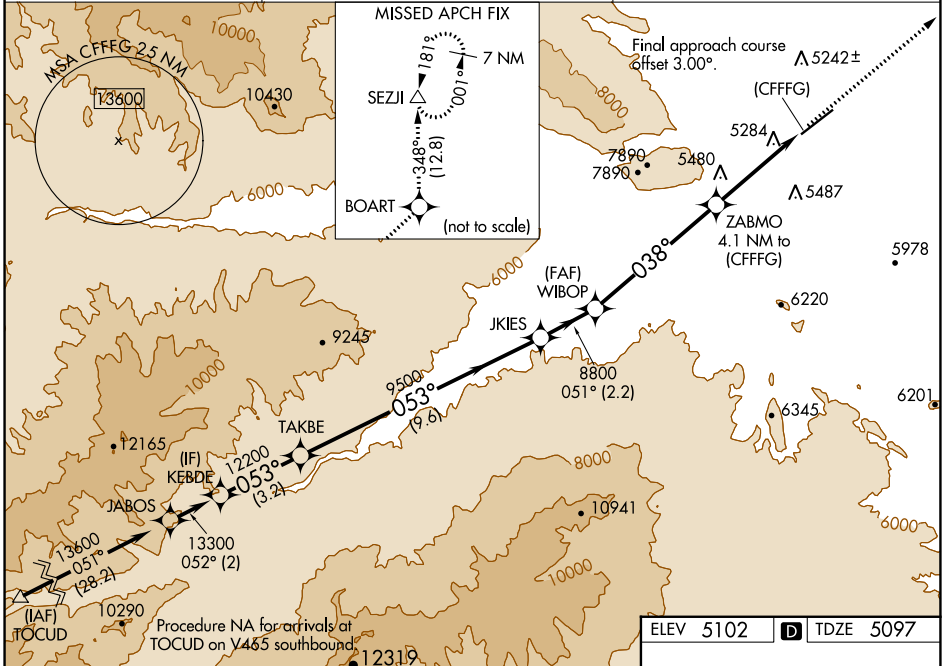 MSA CFFFG 25 NM
13600
10000
10430
6000
MISSED APCH FIX
181°
7 NM
001°
SEZJI
348°
(12.8)
BOART
(not to scale)
Final approach course
offset 3.00°.
5242±
(CFFFG)
8000
5284
7890
7890
5480
5487
ZABMO
4.1 NM to
(CFFFG)
5978
038°
6000
(FAF)
WIBOP
JKIES
6220
8800
051° (2.2)
9245
10000
9500
053°
(9.6)
6345
6201
TAKBE
12165
(IF)
KEBDE
12200
053°
(3.2)
JABOS
13300
052° (2)
8000
10941
6000
13600
051°
(28.2)
10000
(IAF)
TOCUD
10290
Procedure NA for arrivals at
TOCUD on V465 southbound.
12319
ELEV 5102 D TDZE 5097